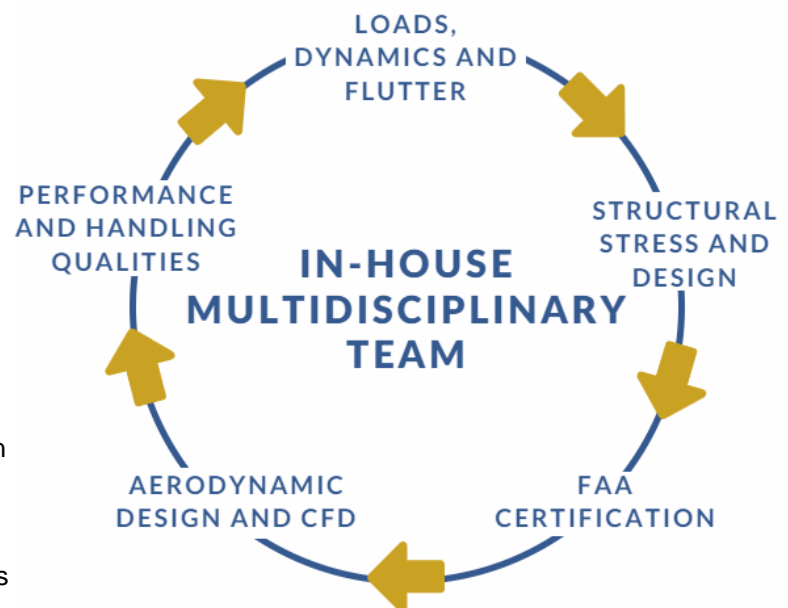 LOADS,
DYNAMICS AND
FLUTTER
STRUCTURAL
STRESS AND
DESIGN
FAA
CERTIFICATION
AERODYNAMIC
DESIGN AND CFD
PERFORMANCE
AND HANDLING
QUALITIES
IN-HOUSE
MULTIDISCIPLINARY
TEAM